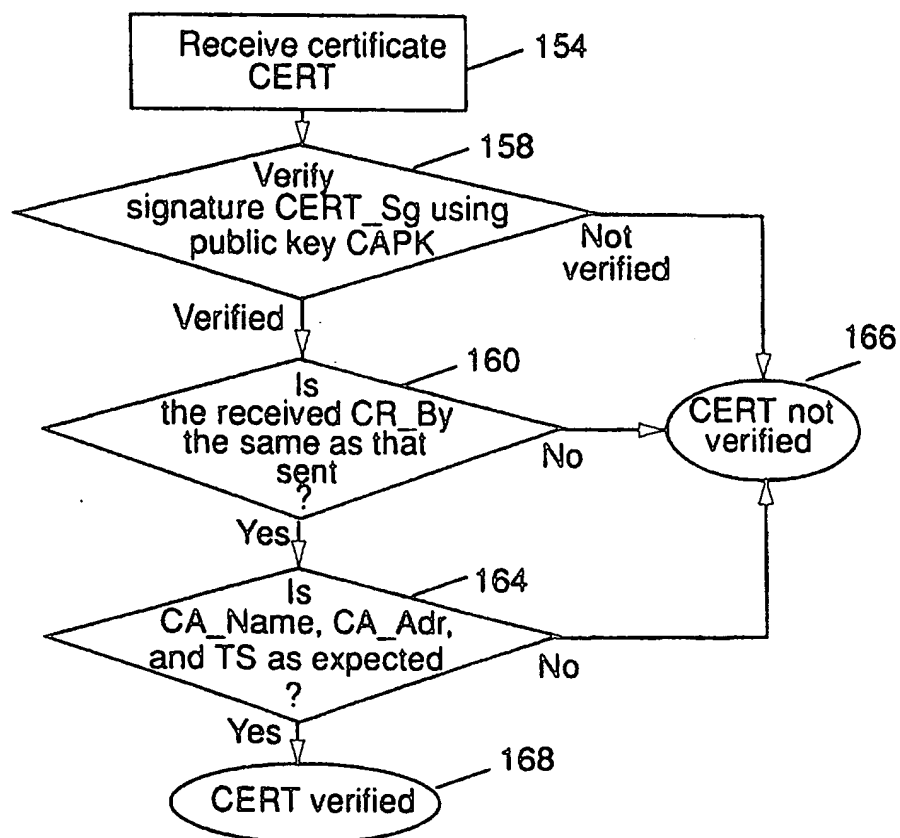 Receive certificate
CERT
154
158
Verify
signature CERT_Sg using
public key CAPK
Not
verified
Verified
160
166
Is
the received CR_By
the same as that
sent
?
CERT not
verified
No
Yes
164
Is
CA_Name, CA_Adr,
and TS as expected
?
No
Yes
168
CERT verified